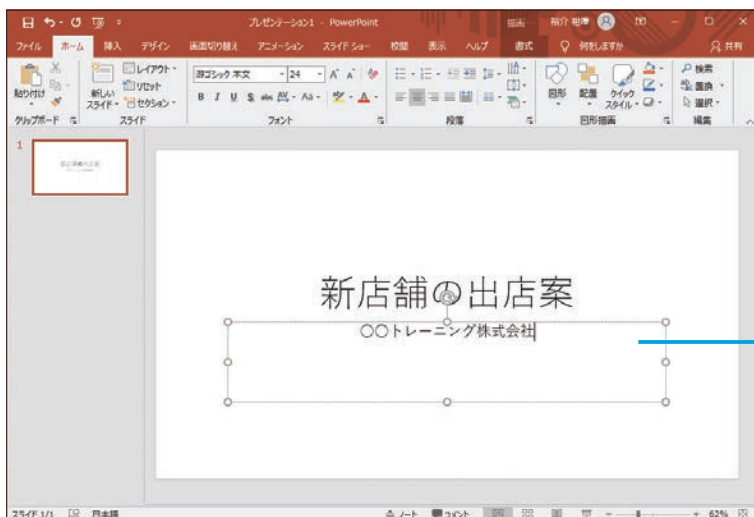 プレゼンテーション1 - PowerPoint
ファイル ホーム 挿入 デザイン 画面切り替え アニメーション スライド ショー 校閲 表示 ヘルプ 書式 何をしますか 共有
貼り付け
新しい
スライド
レイアウト
リセット
セクション
游ゴシック 本文 24
B I U S abc AV Aa A
図形 配置 クイック
スタイル
検索
置換
選択
クリップボード スライド フォント 段落 図形描画 編集
1
新店舗の出店案
○○トレーニング株式会社
スライド 1/1 日本語 ノート コメント 62%